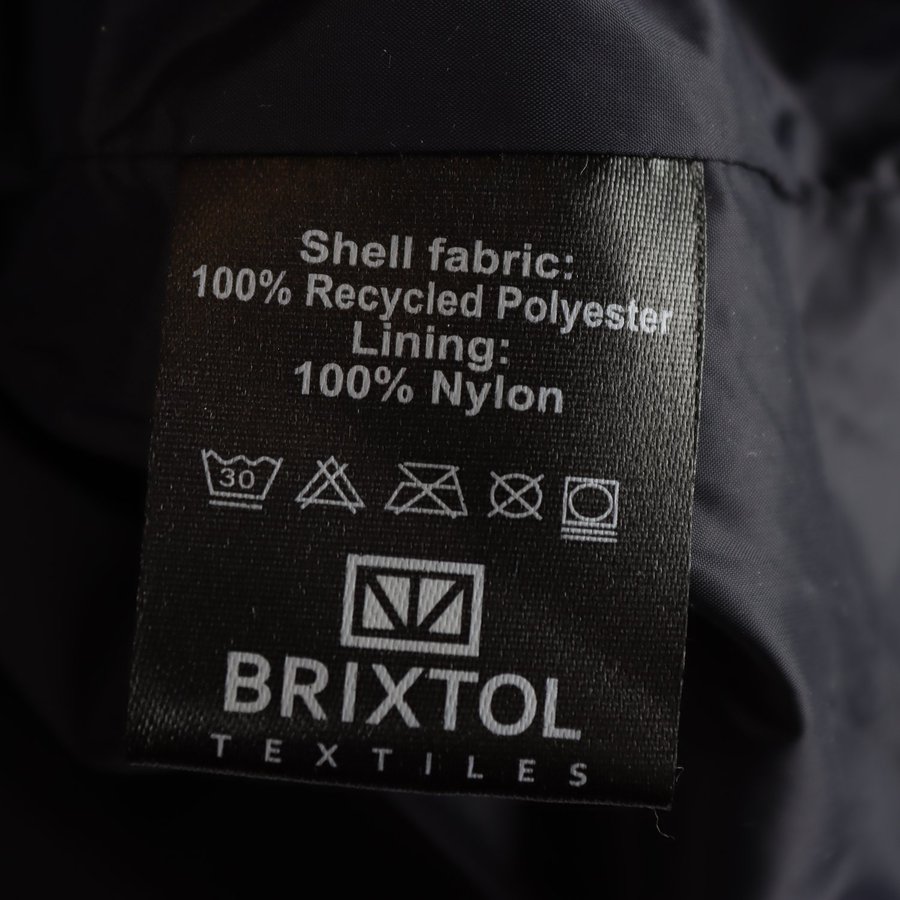 Shell fabric:
100% Recycled Polyester
Lining:
100% Nylon
30
BRIXTOL
TEXTILES